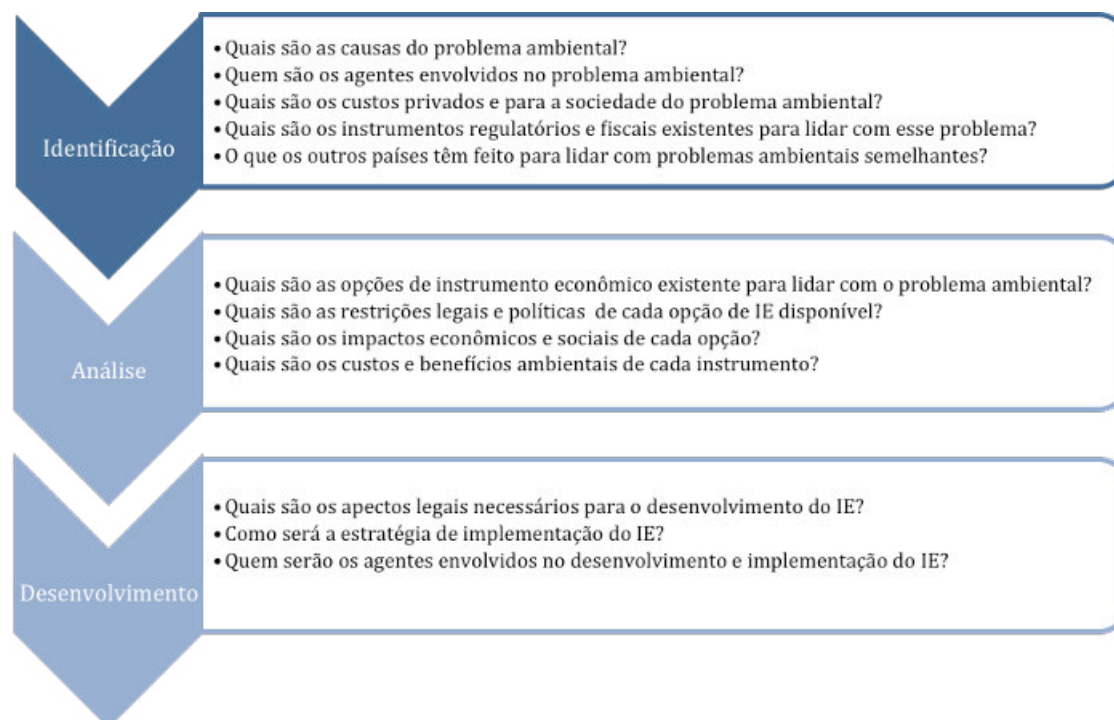 Identificação
• Quais são as causas do problema ambiental?
• Quem são os agentes envolvidos no problema ambiental?
• Quais são os custos privados e para a sociedade do problema ambiental?
• Quais são os instrumentos regulatórios e fiscais existentes para lidar com esse problema?
• O que os outros países têm feito para lidar com problemas ambientais semelhantes?
Análise
• Quais são as opções de instrumento econômico existente para lidar com o problema ambiental?
• Quais são as restrições legais e políticas de cada opção de IE disponível?
• Quais são os impactos econômicos e sociais de cada opção?
• Quais são os custos e benefícios ambientais de cada instrumento?
Desenvolvimento
• Quais são os apectos legais necessários para o desenvolvimento do IE?
• Como será a estratégia de implementação do IE?
• Quem serão os agentes envolvidos no desenvolvimento e implementação do IE?